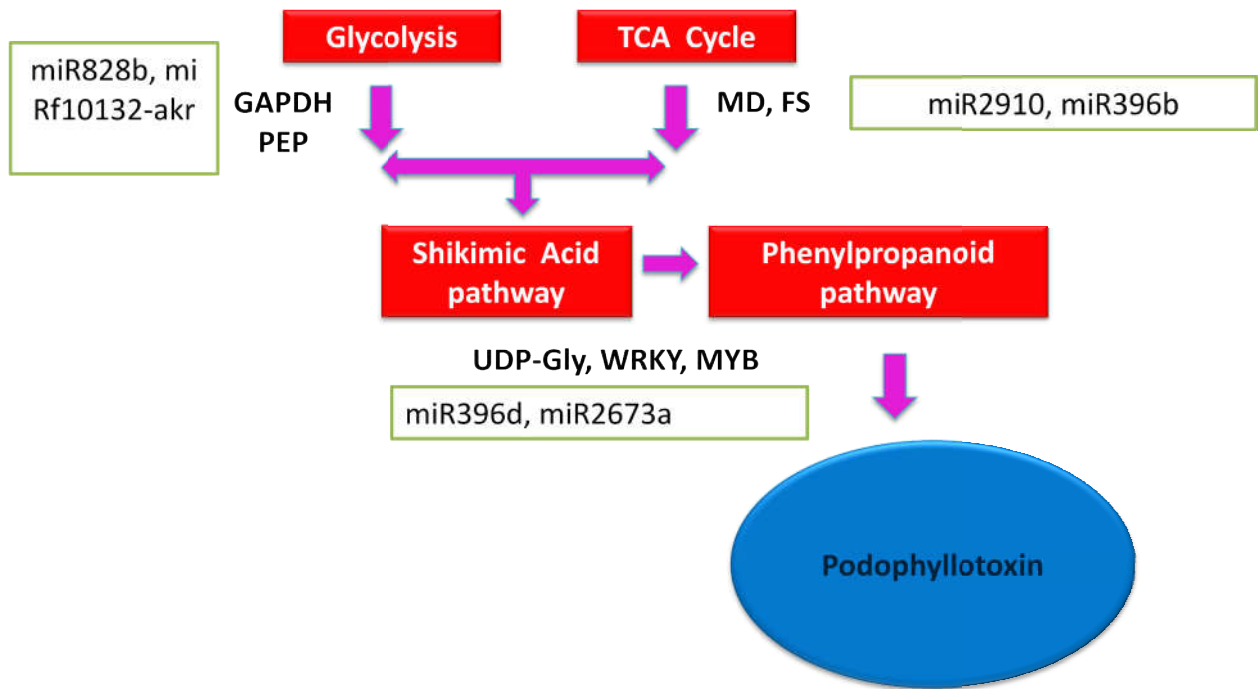 Glycolysis
TCA Cycle
miR828b, mi
Rf10132-akr
GAPDH
PEP
MD, FS
miR2910, miR396b
Shikimic Acid
pathway
Phenylpropanoid
pathway
UDP-Gly, WRKY, MYB
miR396d, miR2673a
Podophyllotoxin